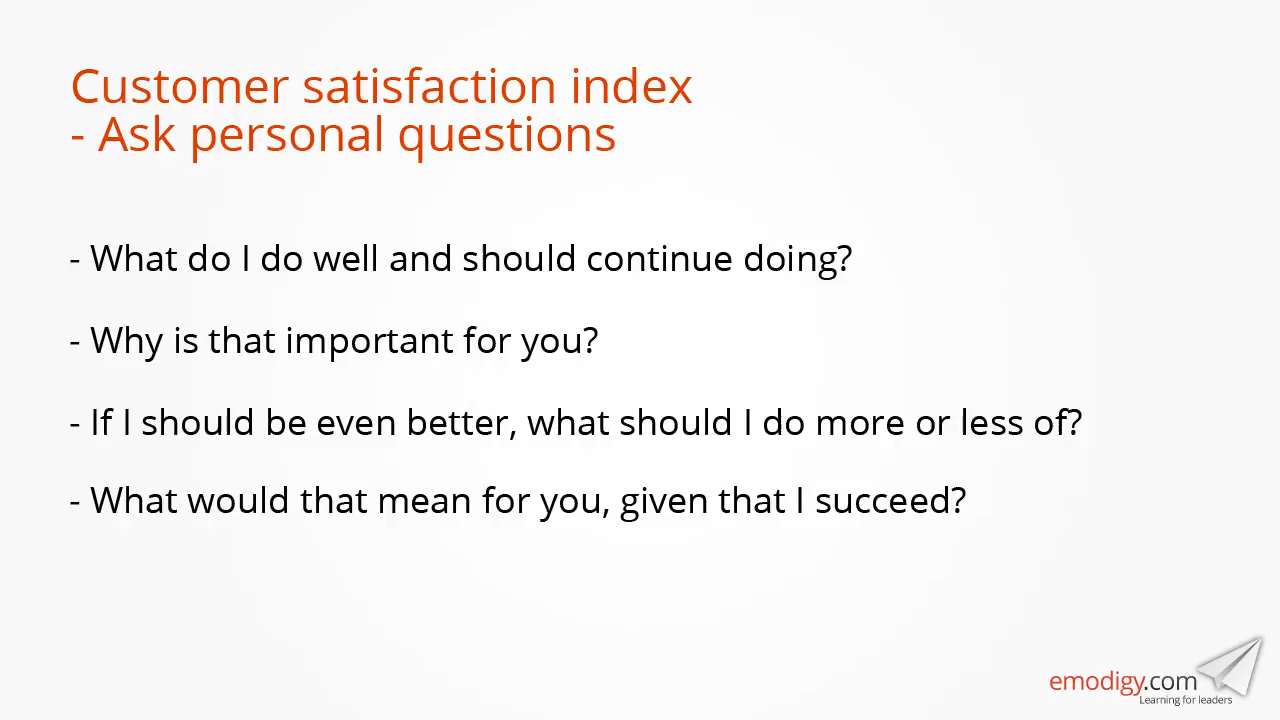 Customer satisfaction index
- Ask personal questions
- What do I do well and should continue doing?
- Why is that important for you?
- If I should be even better, what should I do more or less of?
- What would that mean for you, given that I succeed?
emodigy.com
Learning for leaders